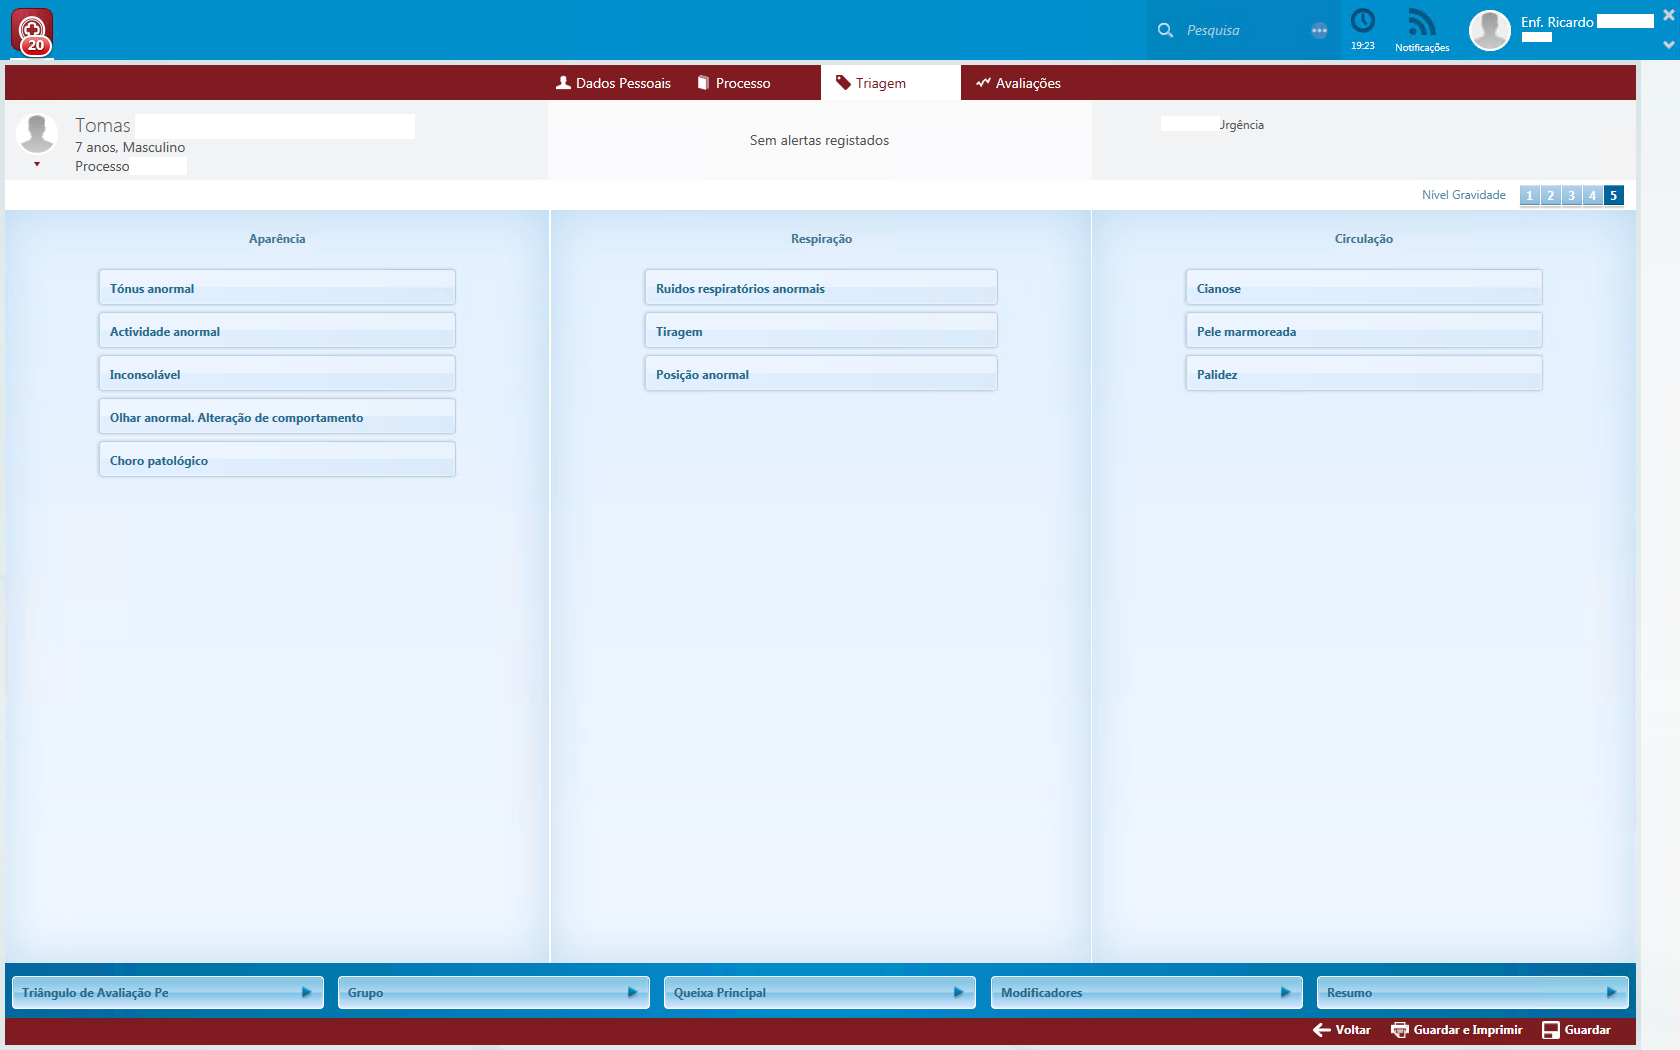 20
Pesquisa
19:23
Notificações
Enf. Ricardo
Dados Pessoais
Processo
Triagem
Avaliações
Tomas
7 anos, Masculino
Processo
Sem alertas registados
Urgência
Nível Gravidade 1 2 3 4 5
Aparência
Tónus anormal
Actividade anormal
Inconsolável
Olhar anormal. Alteração de comportamento
Choro patológico
Respiração
Ruidos respiratórios anormais
Tiragem
Posição anormal
Circulação
Cianose
Pele marmoreada
Palidez
Triângulo de Avaliação Pe
Grupo
Queixa Principal
Modificadores
Resumo
Voltar
Guardar e Imprimir
Guardar